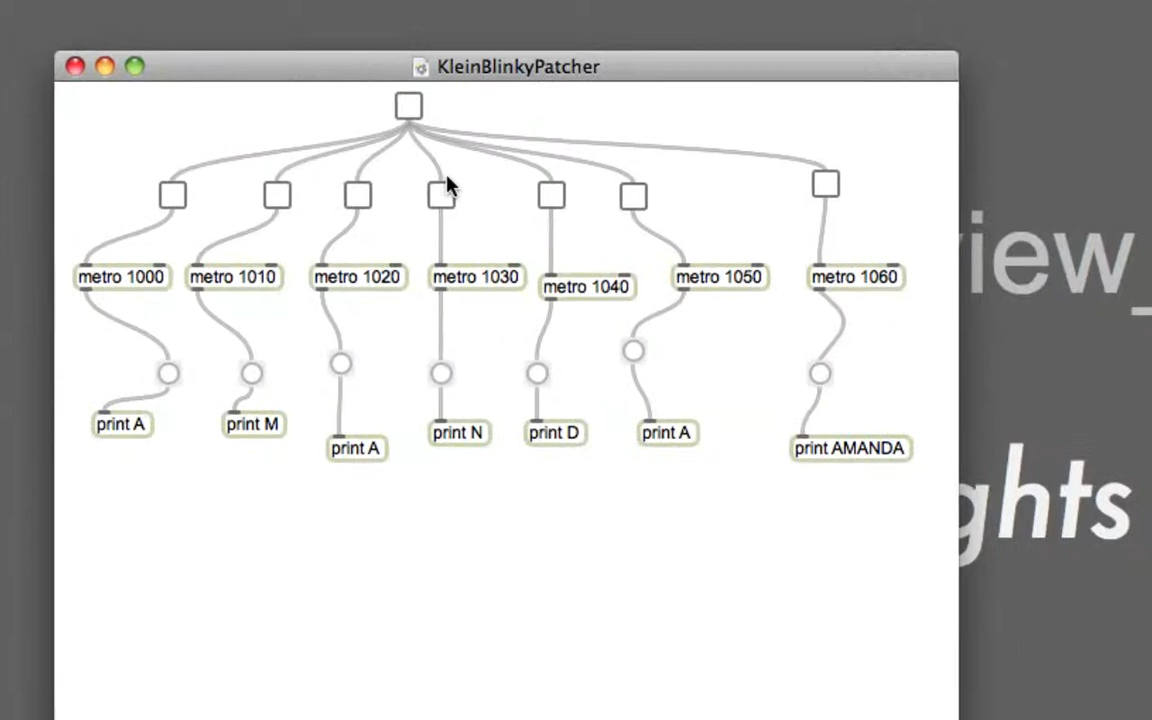 KleinBlinkyPatcher
view_
metro 1000
metro 1010
metro 1020
metro 1030
metro 1040
metro 1050
metro 1060
print A
print M
print A
print N
print D
print A
print AMANDA
ghts